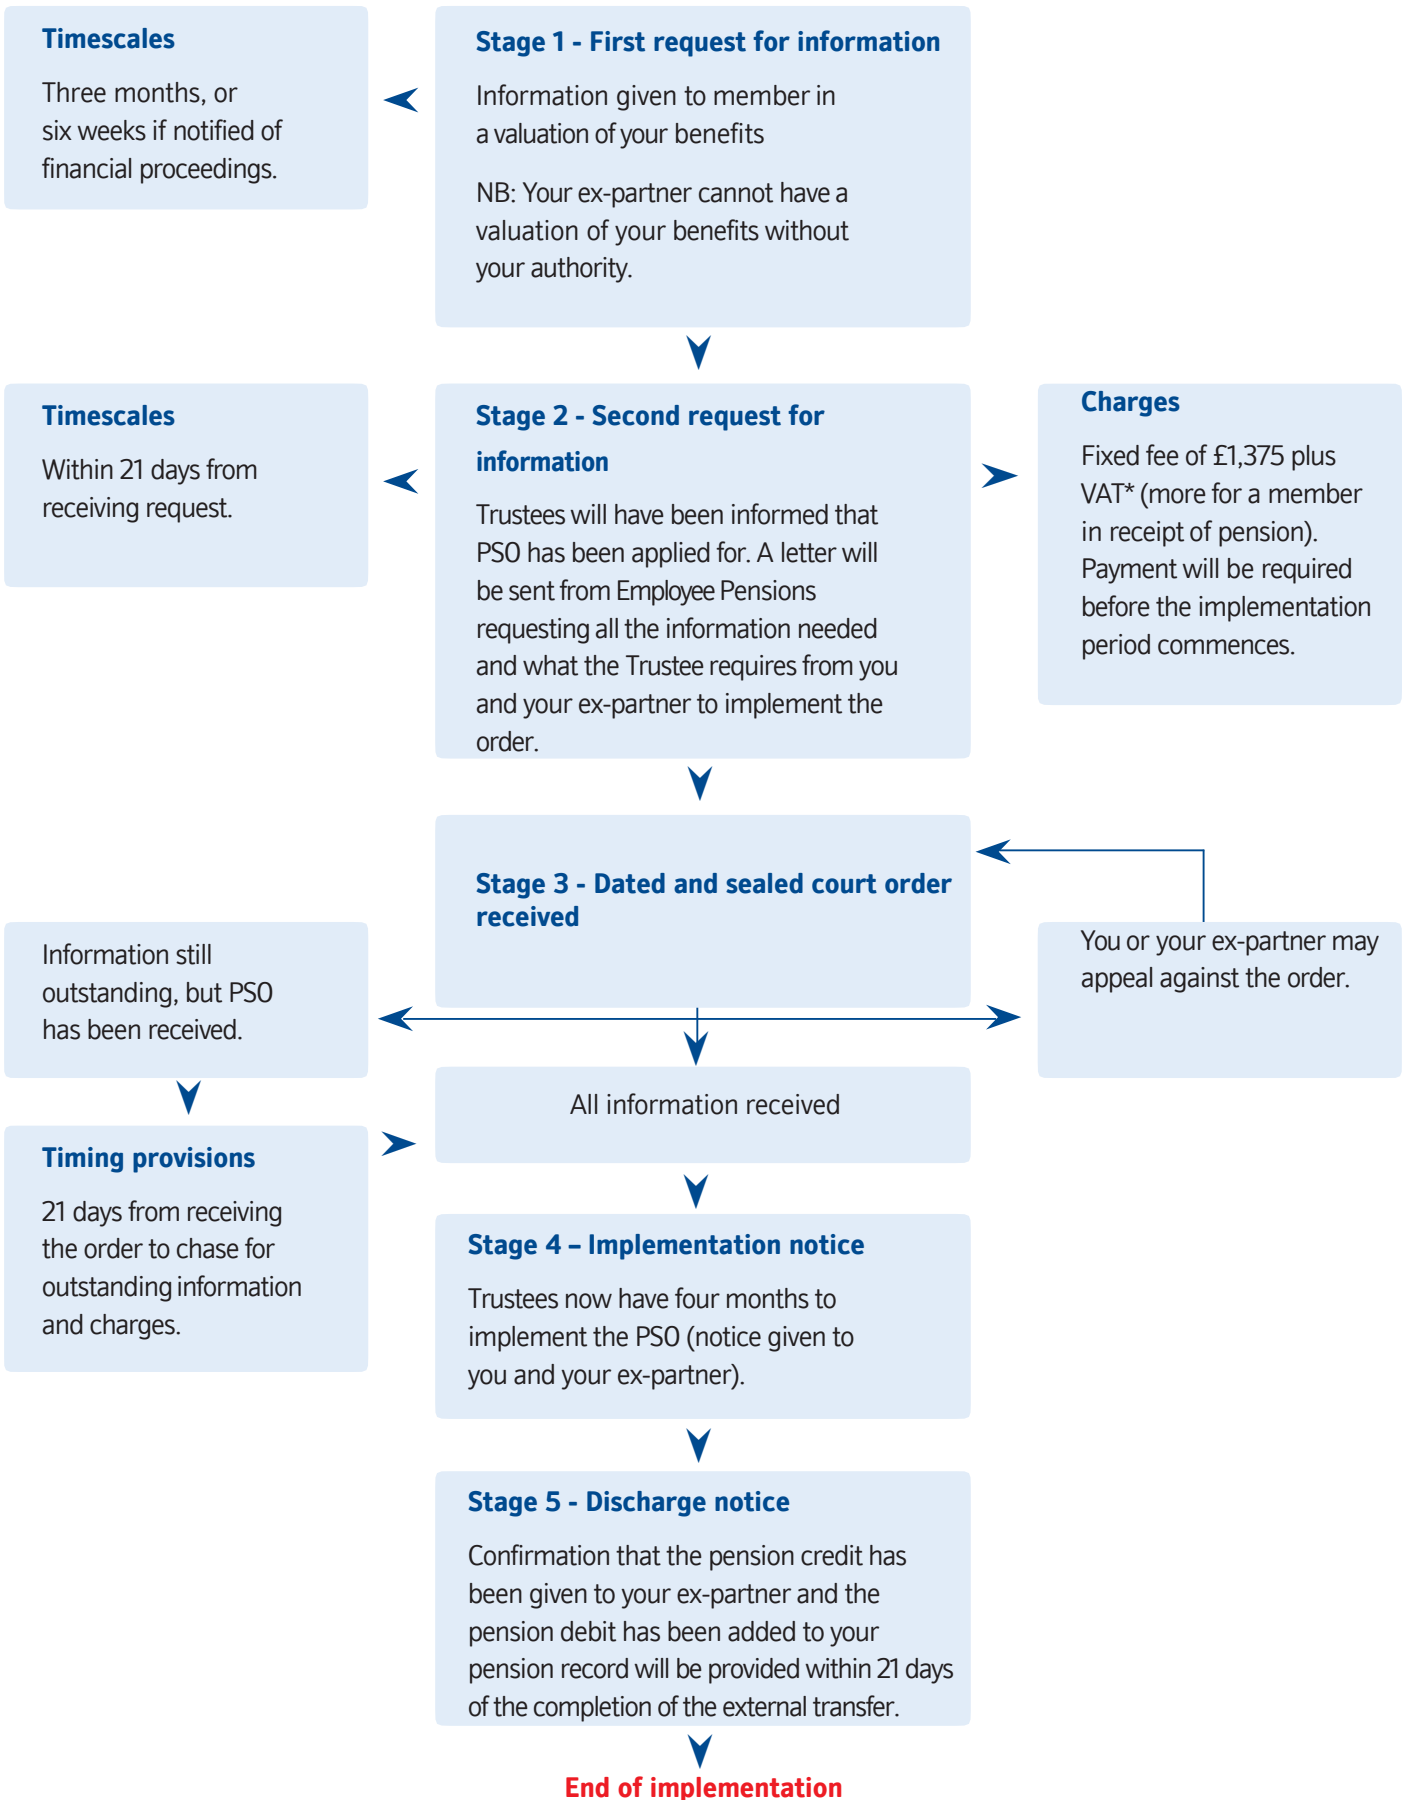 Timescales
Three months, or
six weeks if notified of
financial proceedings.
Stage 1 - First request for information
Information given to member in
a valuation of your benefits
NB: Your ex-partner cannot have a
valuation of your benefits without
your authority.
Timescales
Within 21 days from
receiving request.
Stage 2 - Second request for
information
Trustees will have been informed that
PSO has been applied for. A letter will
be sent from Employee Pensions
requesting all the information needed
and what the Trustee requires from you
and your ex-partner to implement the
order.
Charges
Fixed fee of £1,375 plus
VAT* (more for a member
in receipt of pension).
Payment will be required
before the implementation
period commences.
Stage 3 - Dated and sealed court order
received
Information still
outstanding, but PSO
has been received.
You or your ex-partner may
appeal against the order.
All information received
Timing provisions
21 days from receiving
the order to chase for
outstanding information
and charges.
Stage 4 – Implementation notice
Trustees now have four months to
implement the PSO (notice given to
you and your ex-partner).
Stage 5 - Discharge notice
Confirmation that the pension credit has
been given to your ex-partner and the
pension debit has been added to your
pension record will be provided within 21 days
of the completion of the external transfer.
End of implementation